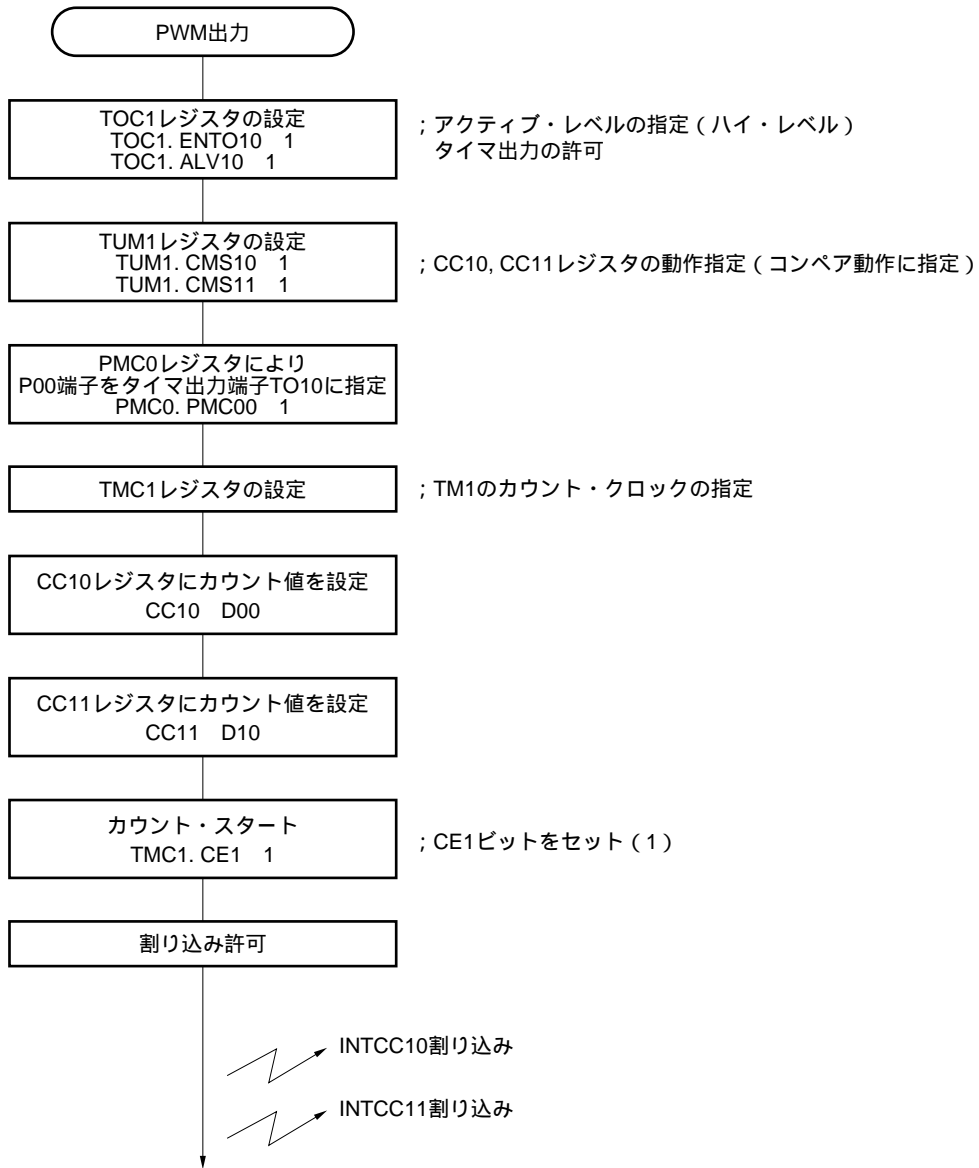 PWM出力
TOC1レジスタの設定
TOC1. ENTO10 1
TOC1. ALV10 1
；アクティブ・レベルの指定（ハイ・レベル）
タイマ出力の許可
TUM1レジスタの設定
TUM1. CMS10 1
TUM1. CMS11 1
；CC10, CC11レジスタの動作指定（コンペア動作に指定）
PMC0レジスタにより
P00端子をタイマ出力端子TO10に指定
PMC0. PMC00 1
TMC1レジスタの設定
；TM1のカウント・クロックの指定
CC10レジスタにカウント値を設定
CC10 D00
CC11レジスタにカウント値を設定
CC11 D10
カウント・スタート
TMC1. CE1 1
；CE1ビットをセット（1）
割り込み許可
INTCC10割り込み
INTCC11割り込み